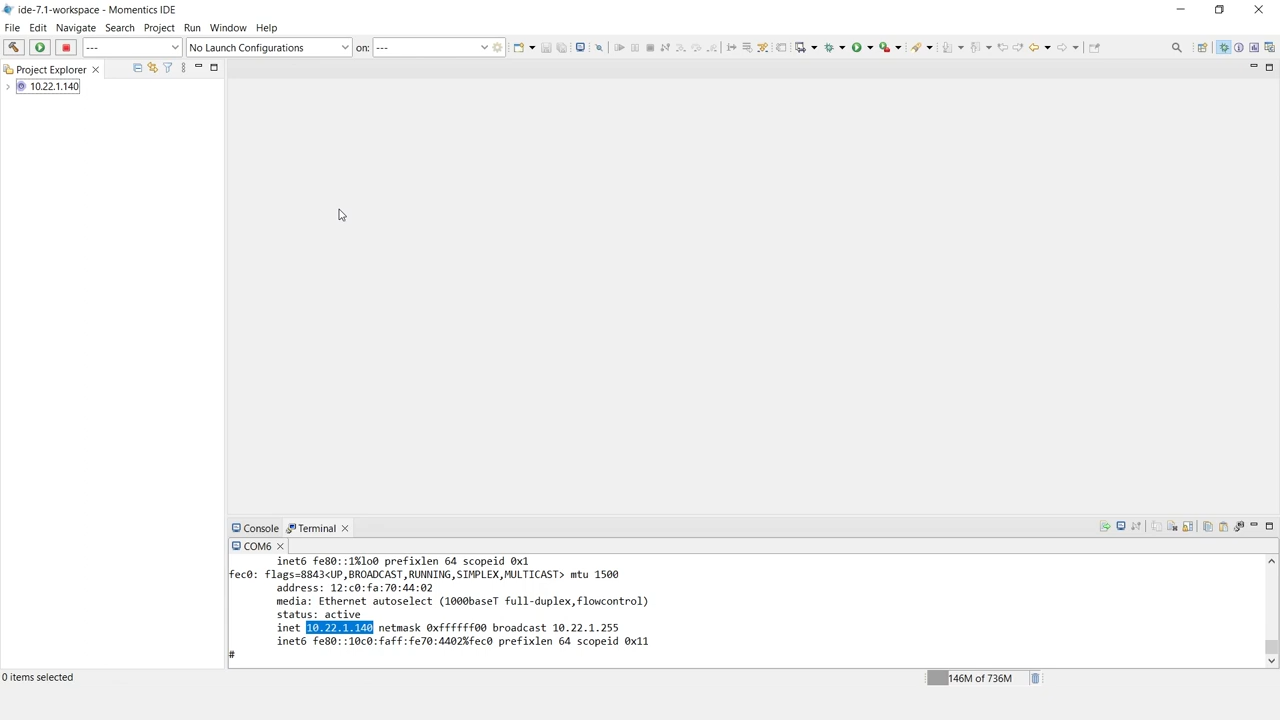 ide-7.1-workspace - Momentics IDE
File Edit Navigate Search Project Run Window Help
--- No Launch Configurations on: ---
Project Explorer
10.22.1.140
Console Terminal
COM6
inet6 fe80::1%lo0 prefixlen 64 scopeid 0x1
fec0: flags=8843<UP,BROADCAST,RUNNING,SIMPLEX,MULTICAST> mtu 1500
address: 12:c0:fa:70:44:02
media: Ethernet autoselect (1000baseT full-duplex,flowcontrol)
status: active
inet 10.22.1.140 netmask 0xffffff00 broadcast 10.22.1.255
inet6 fe80::10c0:faff:fe70:4402%fec0 prefixlen 64 scopeid 0x11
#
0 items selected
146M of 736M